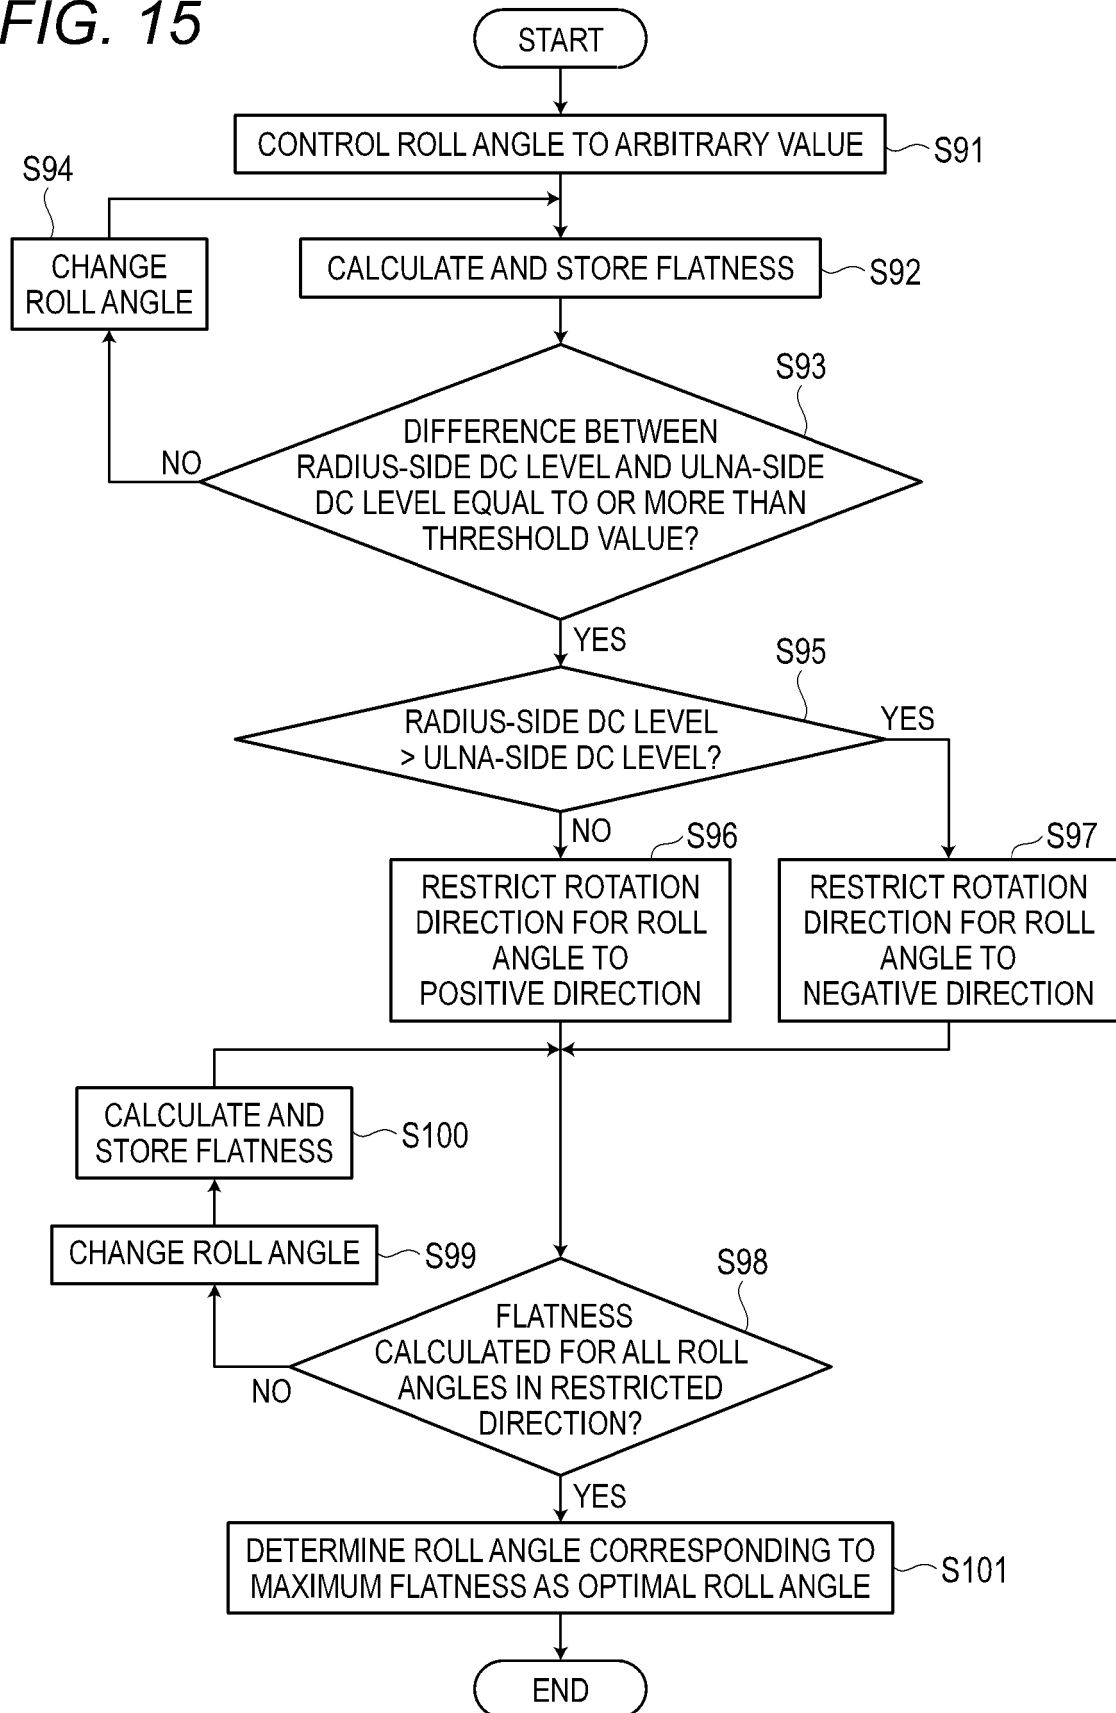 FIG. 15
START
CONTROL ROLL ANGLE TO ARBITRARY VALUE
S91
S94
CHANGE
ROLL ANGLE
CALCULATE AND STORE FLATNESS
S92
S93
DIFFERENCE BETWEEN
RADIUS-SIDE DC LEVEL AND ULNA-SIDE
DC LEVEL EQUAL TO OR MORE THAN
THRESHOLD VALUE?
NO
YES
S95
RADIUS-SIDE DC LEVEL
> ULNA-SIDE DC LEVEL?
YES
NO
S96
RESTRICT ROTATION
DIRECTION FOR ROLL
ANGLE TO
POSITIVE DIRECTION
S97
RESTRICT ROTATION
DIRECTION FOR ROLL
ANGLE TO
NEGATIVE DIRECTION
CALCULATE AND
STORE FLATNESS
S100
CHANGE ROLL ANGLE
S99
S98
FLATNESS
CALCULATED FOR ALL ROLL
ANGLES IN RESTRICTED
DIRECTION?
NO
YES
DETERMINE ROLL ANGLE CORRESPONDING TO
MAXIMUM FLATNESS AS OPTIMAL ROLL ANGLE
S101
END